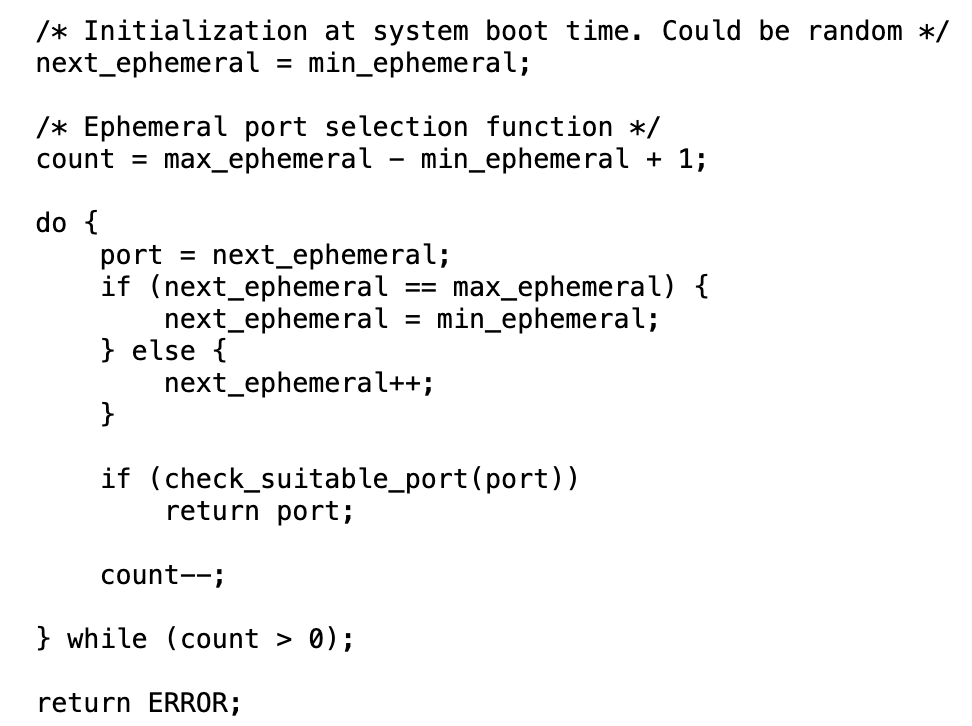 /* Initialization at system boot time. Could be random */
next_ephemeral = min_ephemeral;

/* Ephemeral port selection function */
count = max_ephemeral - min_ephemeral + 1;

do {
    port = next_ephemeral;
    if (next_ephemeral == max_ephemeral) {
        next_ephemeral = min_ephemeral;
    } else {
        next_ephemeral++;
    }

    if (check_suitable_port(port))
        return port;

    count--;

} while (count > 0);

return ERROR;